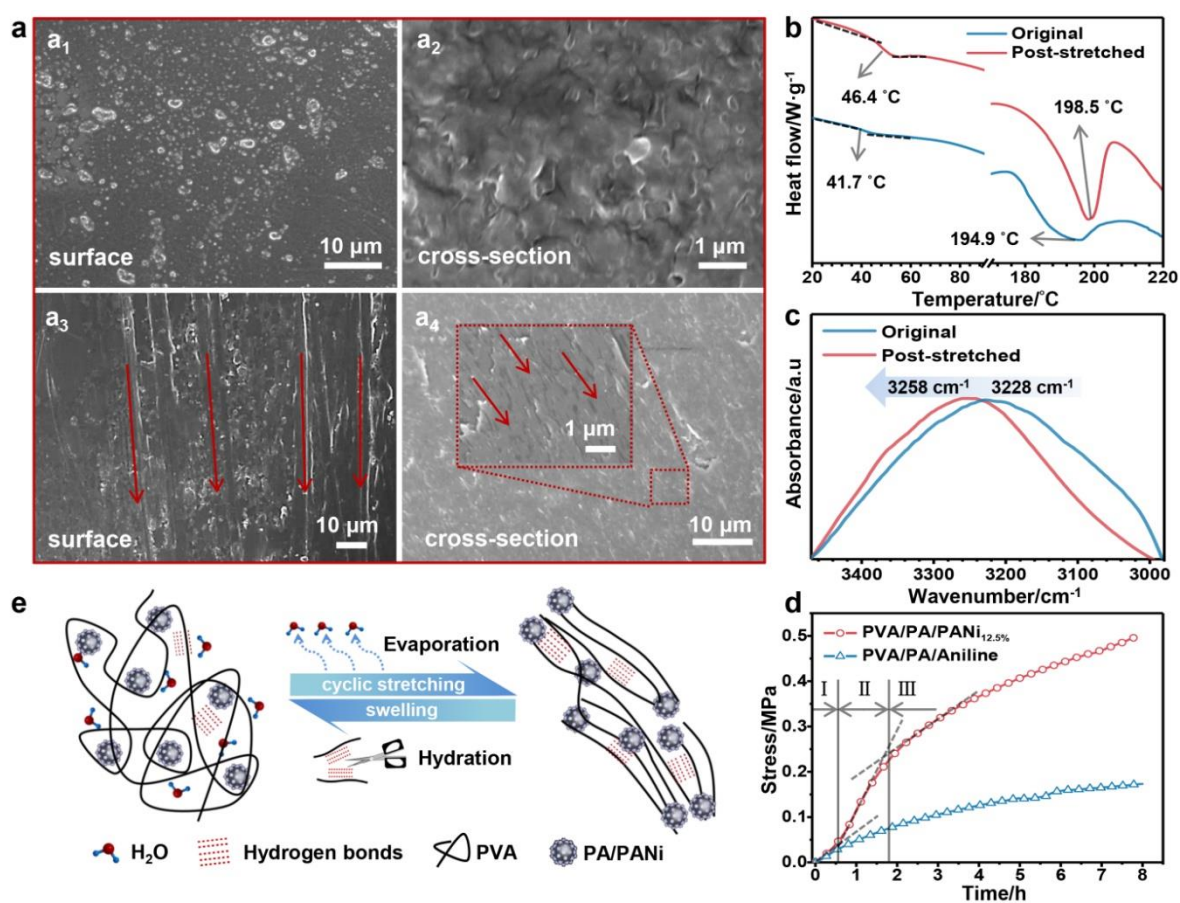 a
a₁
surface
10 μm
a₂
cross-section
1 μm
a₃
surface
10 μm
a₄
1 μm
cross-section
10 μm
b
Original
Post-stretched
46.4 °C
198.5 °C
41.7 °C
194.9 °C
Heat flow/W·g⁻¹
20 40 60 80 180 200 220
Temperature/°C
c
Original
Post-stretched
3258 cm⁻¹ 3228 cm⁻¹
Absorbance/a.u
3400 3300 3200 3100 3000
Wavenumber/cm⁻¹
d
PVA/PA/PANi₁₂.₅%
PVA/PA/Aniline
I II III
0.5
0.4
0.3
0.2
0.1
0.0
Stress/MPa
0 1 2 3 4 5 6 7 8
Time/h
e
Evaporation
cyclic stretching
swelling
Hydration
H₂O
Hydrogen bonds
PVA
PA/PANi